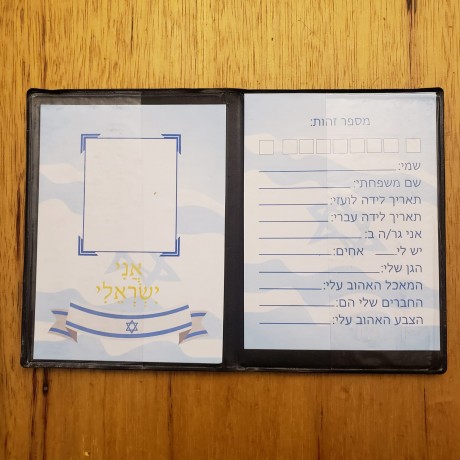 אֲנִי
יִשְׂרְאֵלִי
מספר זהות:
שמי:
שם משפחתי:
תאריך לידה לועזי:
תאריך לידה עברי:
אני גר/ה ב:
יש לי ___ אחים:
הגן שלי:
המאכל האהוב עלי:
החברים שלי הם:
הצבע האהוב עלי: